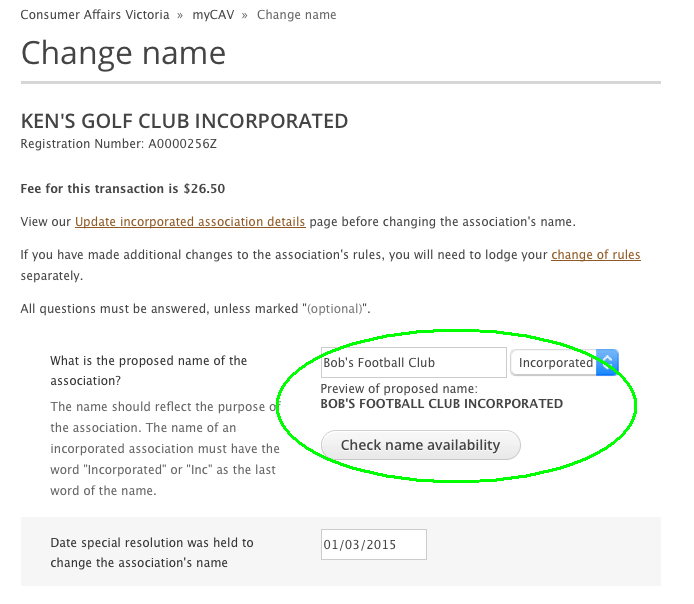 Consumer Affairs Victoria » myCAV » Change name
Change name
KEN'S GOLF CLUB INCORPORATED
Registration Number: A0000256Z
Fee for this transaction is $26.50
View our Update incorporated association details page before changing the association's name.
If you have made additional changes to the association's rules, you will need to lodge your change of rules
separately.
All questions must be answered, unless marked "(optional)".
What is the proposed name of the
association?
The name should reflect the purpose of
the association. The name of an
incorporated association must have the
word "Incorporated" or "Inc" as the last
word of the name.
Bob's Football Club Incorporated
Preview of proposed name:
BOB'S FOOTBALL CLUB INCORPORATED
Check name availability
Date special resolution was held to
change the association's name
01/03/2015